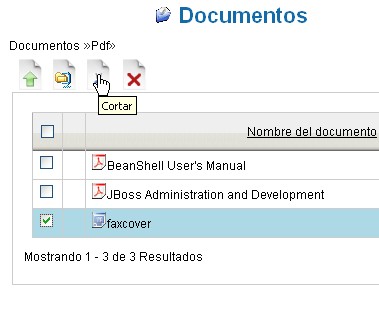 Documentos
Documentos »Pdf»
Cortar
Nombre del documento
BeanShell User's Manual
JBoss Administration and Development
faxcover
Mostrando 1 - 3 de 3 Resultados